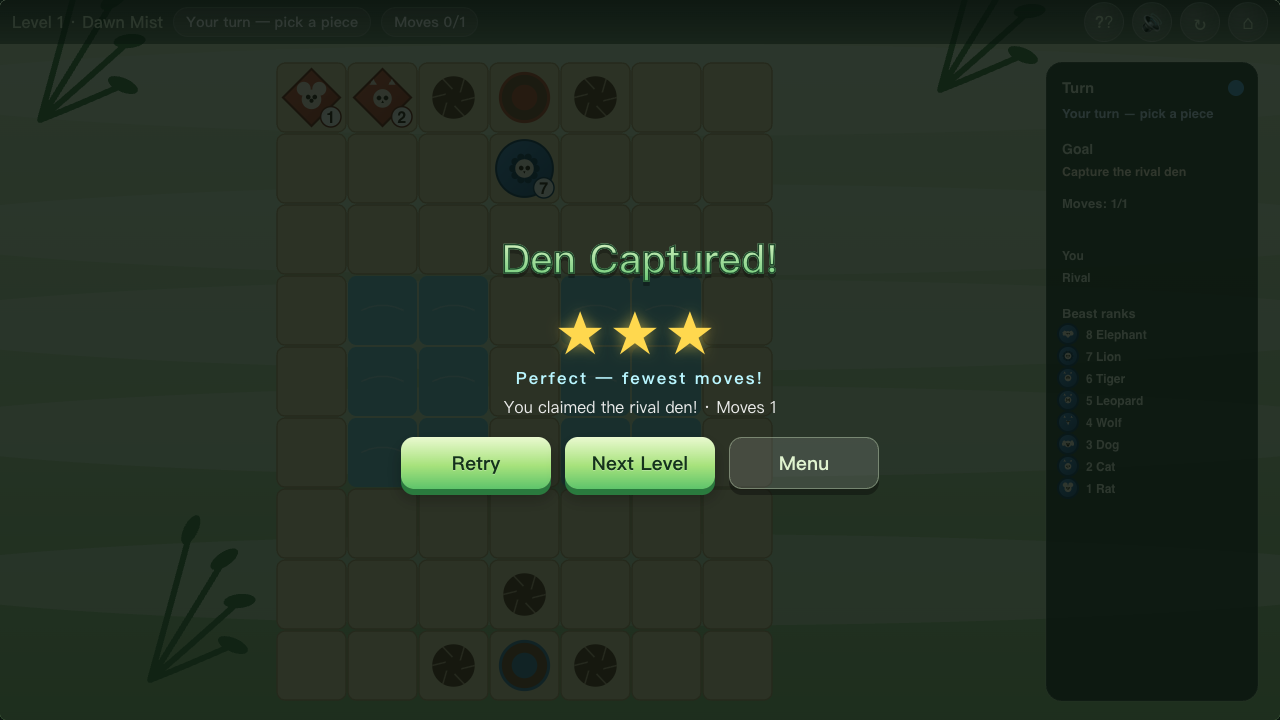 Level 1 · Dawn Mist
Your turn — pick a piece
Moves 0/1
??
1
2
7
Turn
Your turn — pick a piece
Goal
Capture the rival den
Moves: 1/1
You
Rival
Beast ranks
8 Elephant
7 Lion
6 Tiger
5 Leopard
4 Wolf
3 Dog
2 Cat
1 Rat
Den Captured!
Perfect — fewest moves!
You claimed the rival den! · Moves 1
Retry
Next Level
Menu